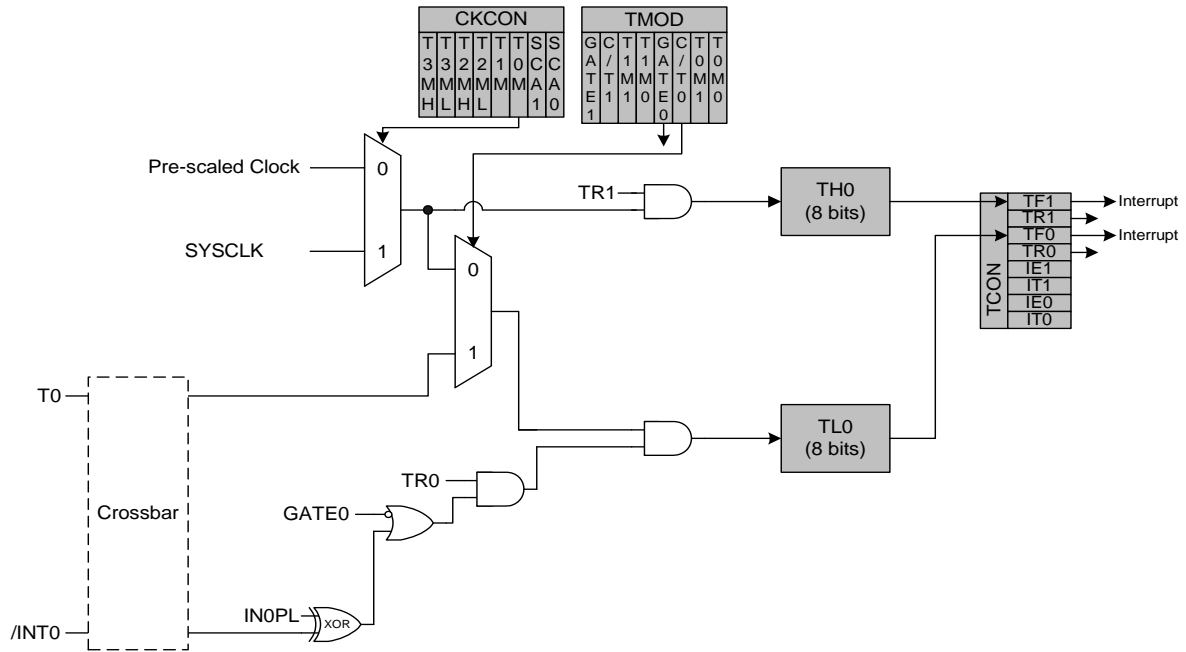 CKCON
T3MH
T3ML
T2MH
T2ML
T1M
T0M
SCA1
SCA0
TMOD
GATE1
C/T1
T1M1
T1M0
GATE0
C/T0
T0M1
T0M0
Pre-scaled Clock
0
SYSCLK
1
TR1
TH0
(8 bits)
TCON
TF1
TR1
TF0
TR0
IE1
IT1
IE0
IT0
Interrupt
Interrupt
0
1
T0
Crossbar
TL0
(8 bits)
TR0
GATE0
IN0PL
XOR
/INT0